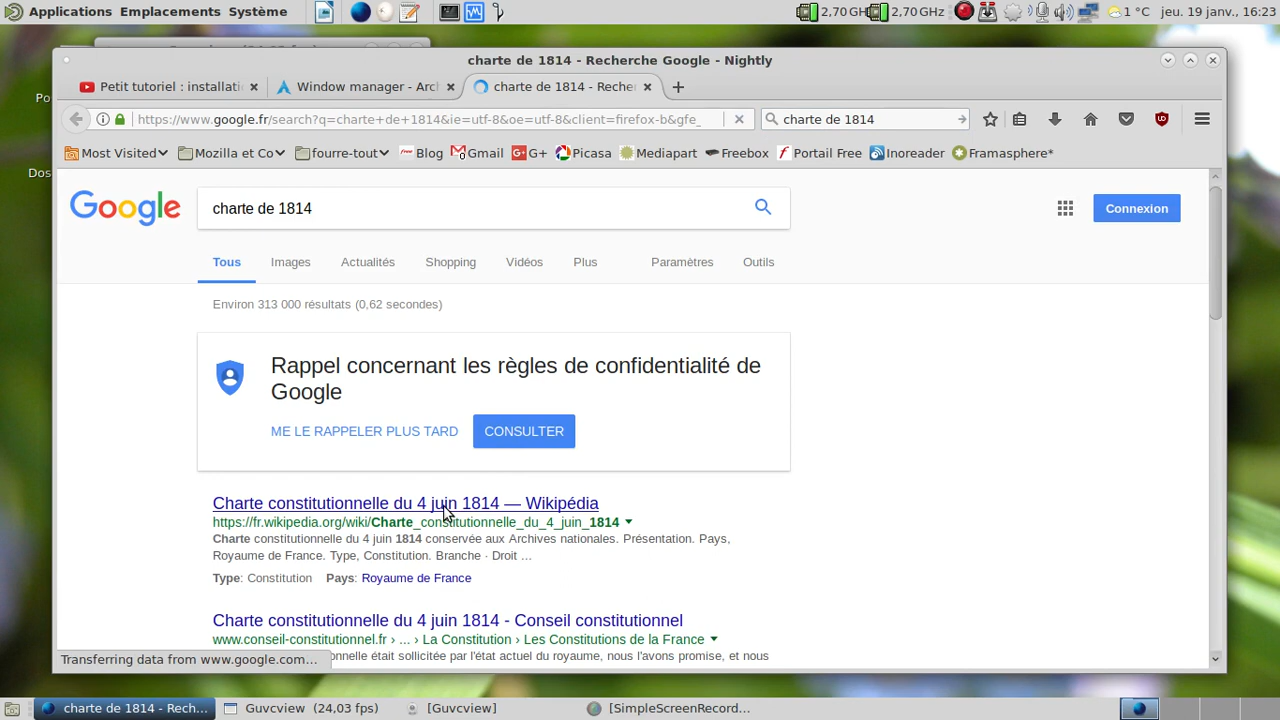 Applications Emplacements Système
2,70 GH 2,70 GHz
1 °C jeu. 19 janv., 16:23
charte de 1814 - Recherche Google - Nightly
Petit tutoriel : installati
Window manager - Arc
charte de 1814 - Reche
https://www.google.fr/search?q=charte+de+1814&ie=utf-8&oe=utf-8&client=firefox-b&gfe_
charte de 1814
Most Visited Mozilla et Co fourre-tout Blog Gmail G+ Picasa Mediapart Freebox Portail Free Inoreader Framasphere*
Po
Dos
Google
charte de 1814
Connexion
Tous Images Actualités Shopping Vidéos Plus Paramètres Outils
Environ 313 000 résultats (0,62 secondes)
Rappel concernant les règles de confidentialité de
Google
ME LE RAPPELER PLUS TARD CONSULTER
Charte constitutionnelle du 4 juin 1814 — Wikipédia
https://fr.wikipedia.org/wiki/Charte_constitutionnelle_du_4_juin_1814
Charte constitutionnelle du 4 juin 1814 conservée aux Archives nationales. Présentation. Pays,
Royaume de France. Type, Constitution. Branche · Droit ...
Type: Constitution Pays: Royaume de France
Charte constitutionnelle du 4 juin 1814 - Conseil constitutionnel
www.conseil-constitutionnel.fr › ... › La Constitution › Les Constitutions de la France
onnelle était sollicitée par l'état actuel du royaume, nous l'avons promise, et nous
Transferring data from www.google.com…
charte de 1814 - Rech…
Guvcview (24,03 fps)
[Guvcview]
[SimpleScreenRecord…